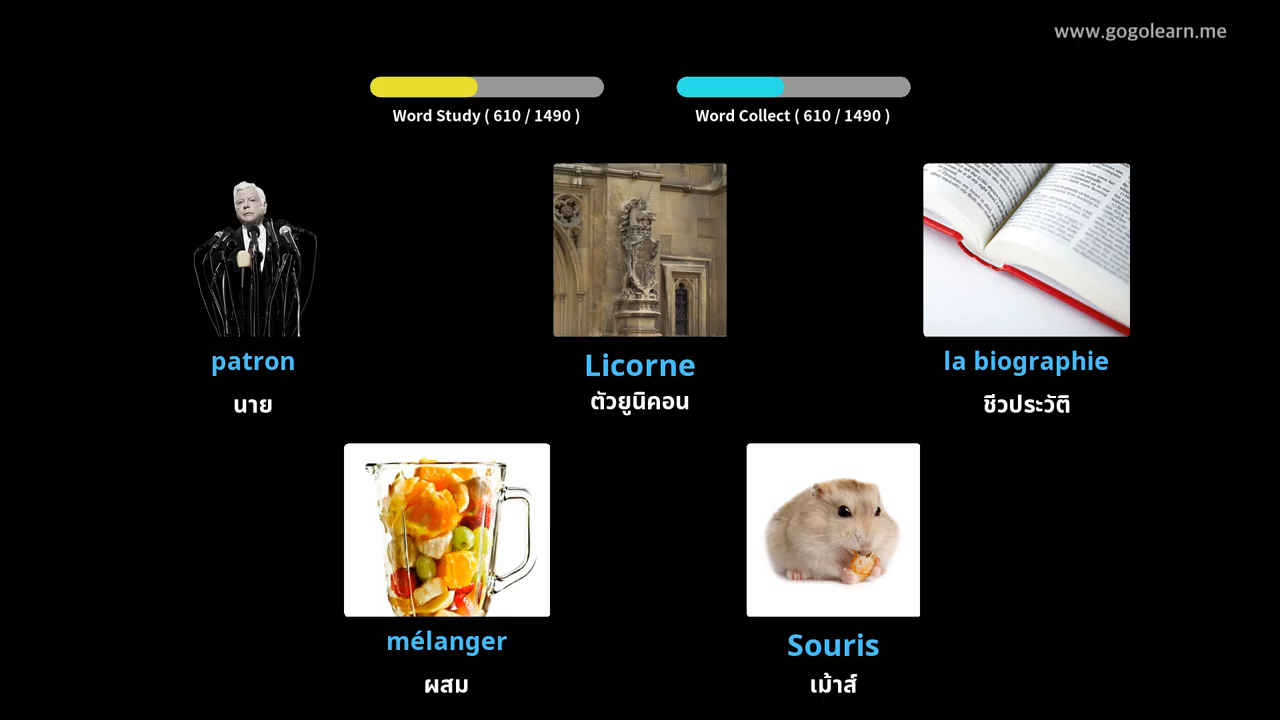 www.gogolearn.me
Word Study ( 610 / 1490 )
Word Collect ( 610 / 1490 )
patron
นาย
Licorne
ตัวยูนิคอน
la biographie
ชีวประวัติ
mélanger
ผสม
Souris
เม้าส์